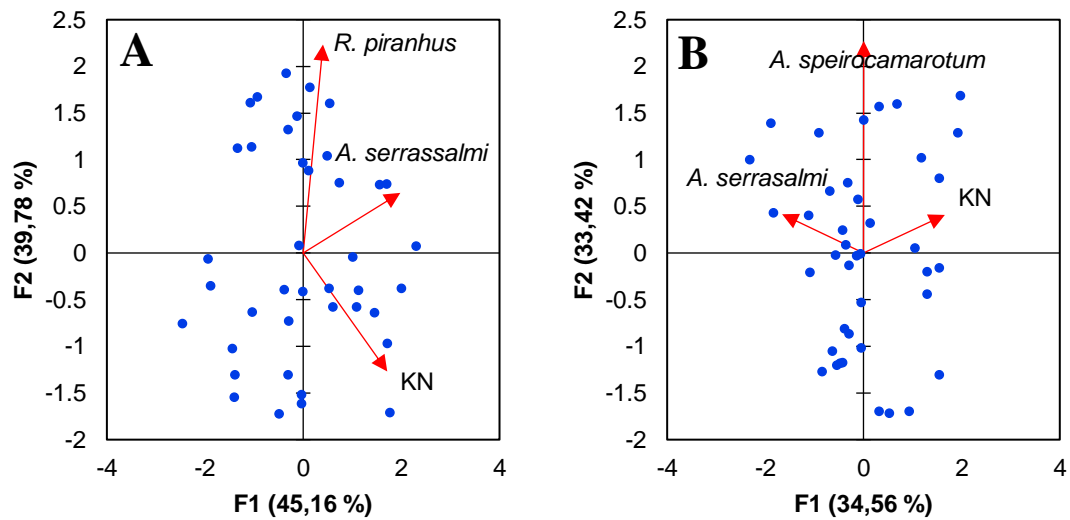 A
R. piranhus
A. serrassalmi
KN
2.5
2
1.5
1
0.5
0
-0.5
-1
-1.5
-2
-4
-2
0
2
4
F2 (39,78 %)
F1 (45,16 %)
B
A. speirocamarotum
A. serrasalmi
KN
2.5
2
1.5
1
0.5
0
-0.5
-1
-1.5
-2
-4
-2
0
2
4
F2 (33,42 %)
F1 (34,56 %)